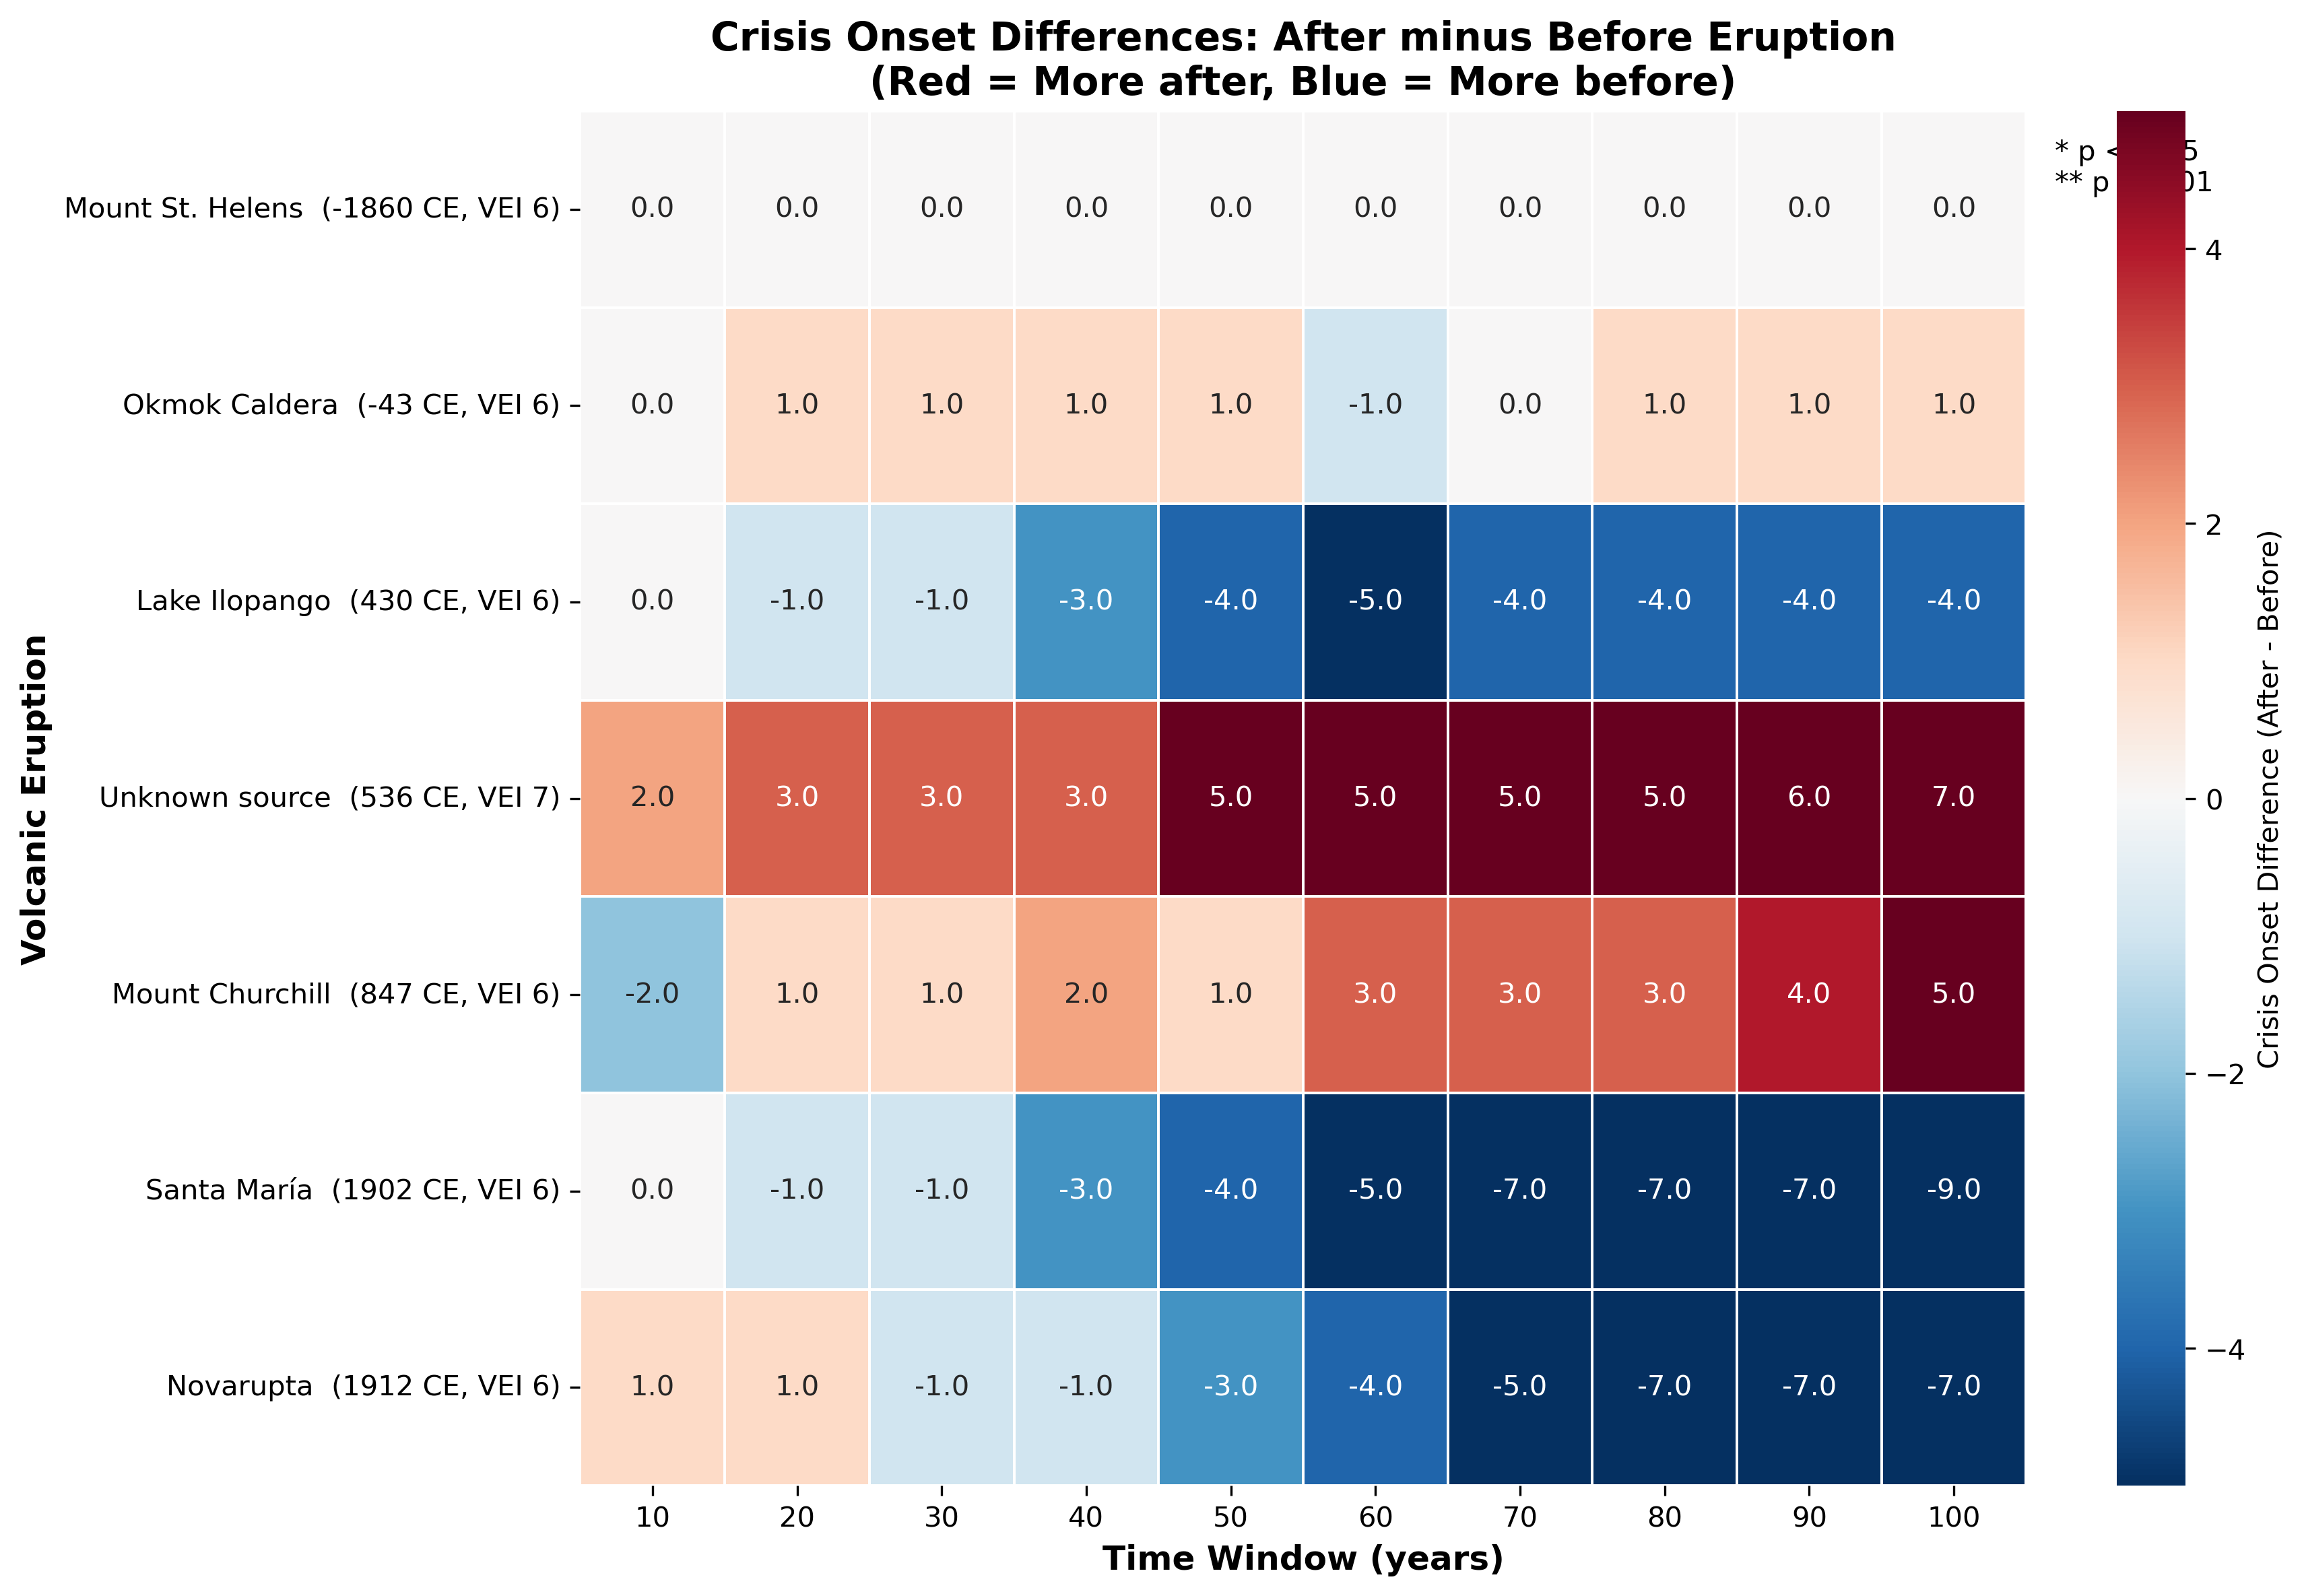 Crisis Onset Differences: After minus Before Eruption
(Red = More after, Blue = More before)
* p < 5
** p 01
Mount St. Helens (-1860 CE, VEI 6) 0.0 0.0 0.0 0.0 0.0 0.0 0.0 0.0 0.0 0.0
Okmok Caldera (-43 CE, VEI 6) 0.0 1.0 1.0 1.0 1.0 -1.0 0.0 1.0 1.0 1.0
Lake Ilopango (430 CE, VEI 6) 0.0 -1.0 -1.0 -3.0 -4.0 -5.0 -4.0 -4.0 -4.0 -4.0
Unknown source (536 CE, VEI 7) 2.0 3.0 3.0 3.0 5.0 5.0 5.0 5.0 6.0 7.0
Mount Churchill (847 CE, VEI 6) -2.0 1.0 1.0 2.0 1.0 3.0 3.0 3.0 4.0 5.0
Santa María (1902 CE, VEI 6) 0.0 -1.0 -1.0 -3.0 -4.0 -5.0 -7.0 -7.0 -7.0 -9.0
Novarupta (1912 CE, VEI 6) 1.0 1.0 -1.0 -1.0 -3.0 -4.0 -5.0 -7.0 -7.0 -7.0
10 20 30 40 50 60 70 80 90 100
Time Window (years)
Volcanic Eruption
4
2
0
−2
−4
Crisis Onset Difference (After - Before)